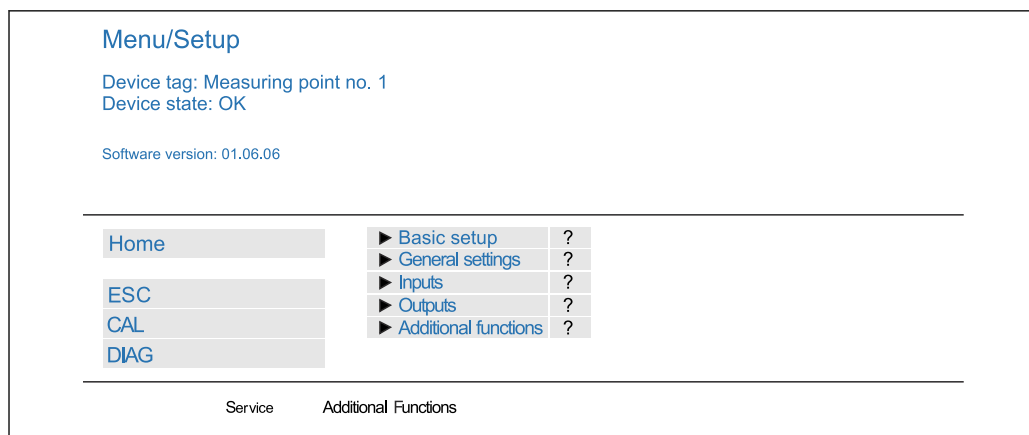 Menu/Setup
Device tag: Measuring point no. 1
Device state: OK
Software version: 01.06.06
Home
ESC
CAL
DIAG
► Basic setup ?
► General settings ?
► Inputs ?
► Outputs ?
► Additional functions ?
Service Additional Functions